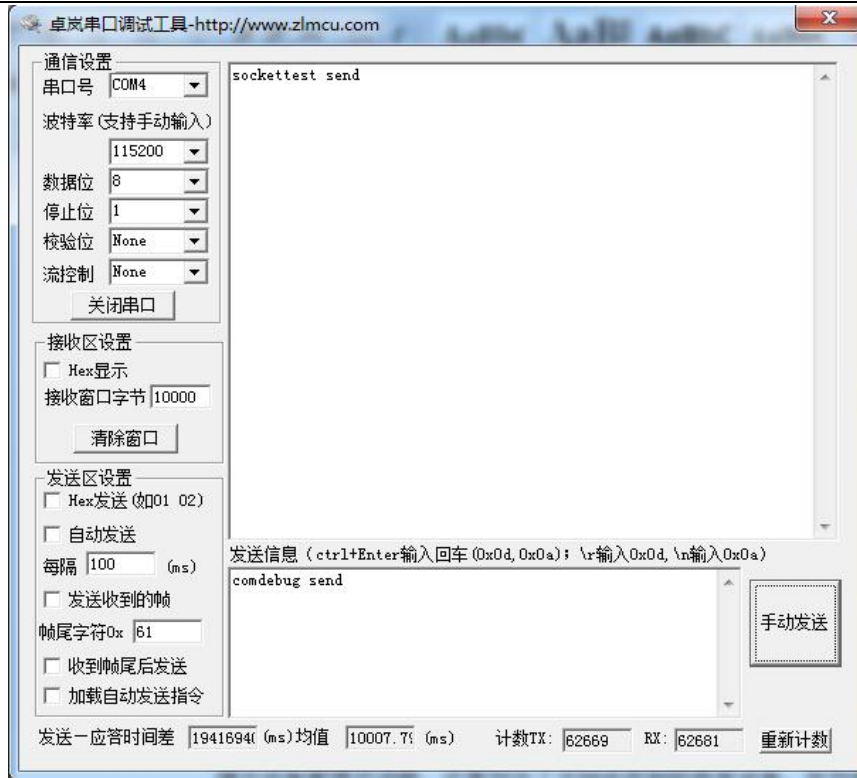 卓岚串口调试工具-http://www.zlmcu.com
通信设置
串口号 COM4
波特率(支持手动输入)
115200
数据位 8
停止位 1
校验位 None
流控制 None
关闭串口
接收区设置
Hex显示
接收窗口字节 10000
清除窗口
发送区设置
Hex发送(如01 02)
自动发送
每隔 100 (ms)
发送收到的帧
帧尾字符0x 61
收到帧尾后发送
加载自动发送指令
sockettest send
发送信息(ctrl+Enter输入回车(0x0d,0x0a); \r输入0x0d,\n输入0x0a)
comdebug send
手动发送
发送一应答时间差 (ms)均值 (ms) 计数TX: 62669 RX: 62681 重新计数